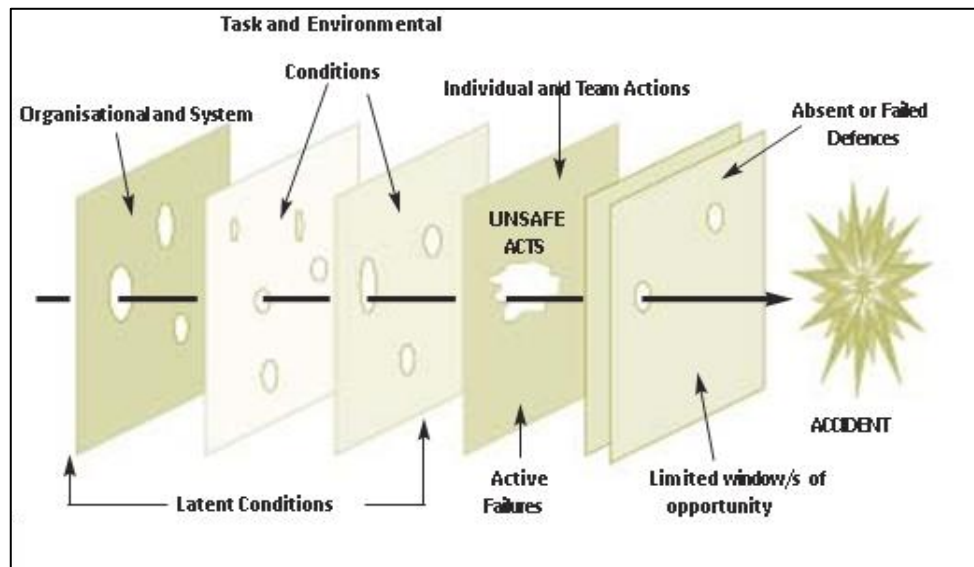 Task and Environmental
Conditions
Organisational and System
Individual and Team Actions
Absent or Failed
Defences
UNSAFE
ACTS
ACCIDENT
Latent Conditions
Active
Failures
Limited window/s of
opportunity